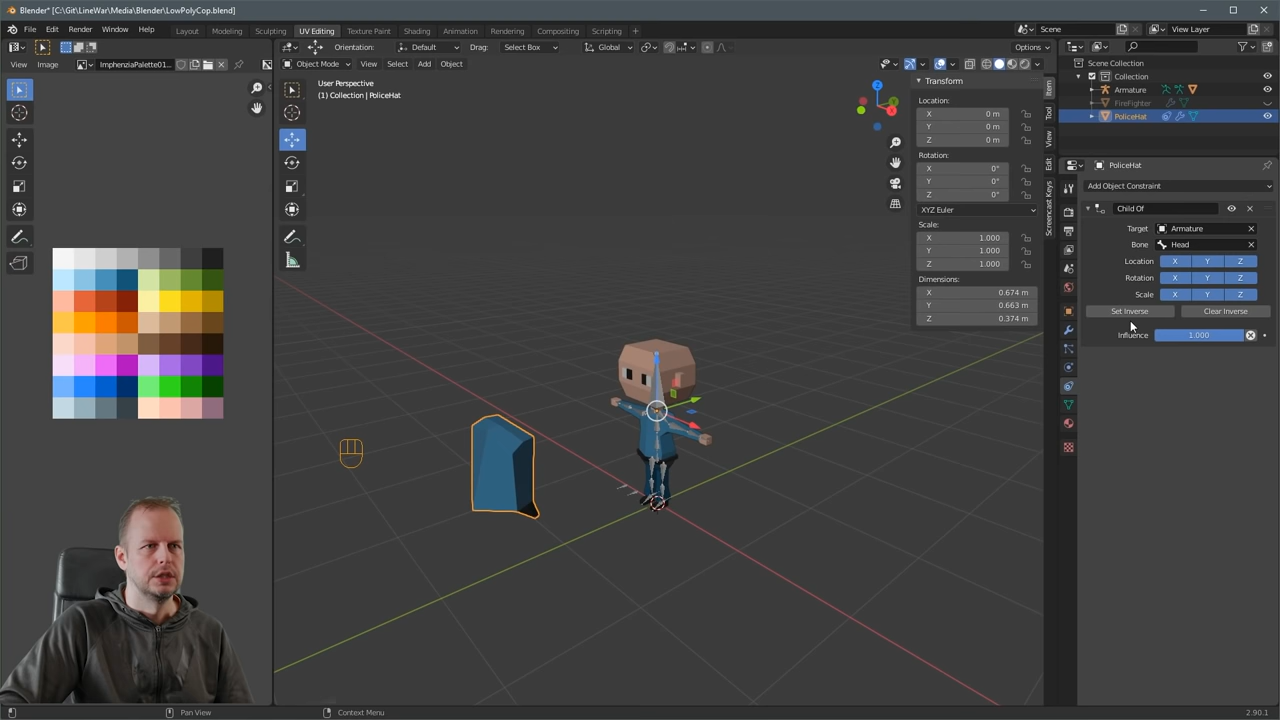 Blender* [C:\Git\LineWar\Media\Blender\LowPolyCop.blend]
File Edit Render Window Help
Layout Modeling Sculpting UV Editing Texture Paint Shading Animation Rendering Compositing Scripting +
Scene View Layer
Orientation: Default Drag: Select Box Global Options
View Image ImphenziaPalette01...
Object Mode View Select Add Object
User Perspective
(1) Collection | PoliceHat
Transform
Location:
X 0 m
Y 0 m
Z 0 m
Rotation:
X 0°
Y 0°
Z 0°
XYZ Euler
Scale:
X 1.000
Y 1.000
Z 1.000
Dimensions:
X 0.674 m
Y 0.663 m
Z 0.374 m
Item
Tool
View
Edit
Screencast Keys
Scene Collection
Collection
Armature
FireFighter
PoliceHat
PoliceHat
Add Object Constraint
Child Of
Target Armature
Bone Head
Location X Y Z
Rotation X Y Z
Scale X Y Z
Set Inverse Clear Inverse
Influence 1.000
Pan View Context Menu 2.90.1